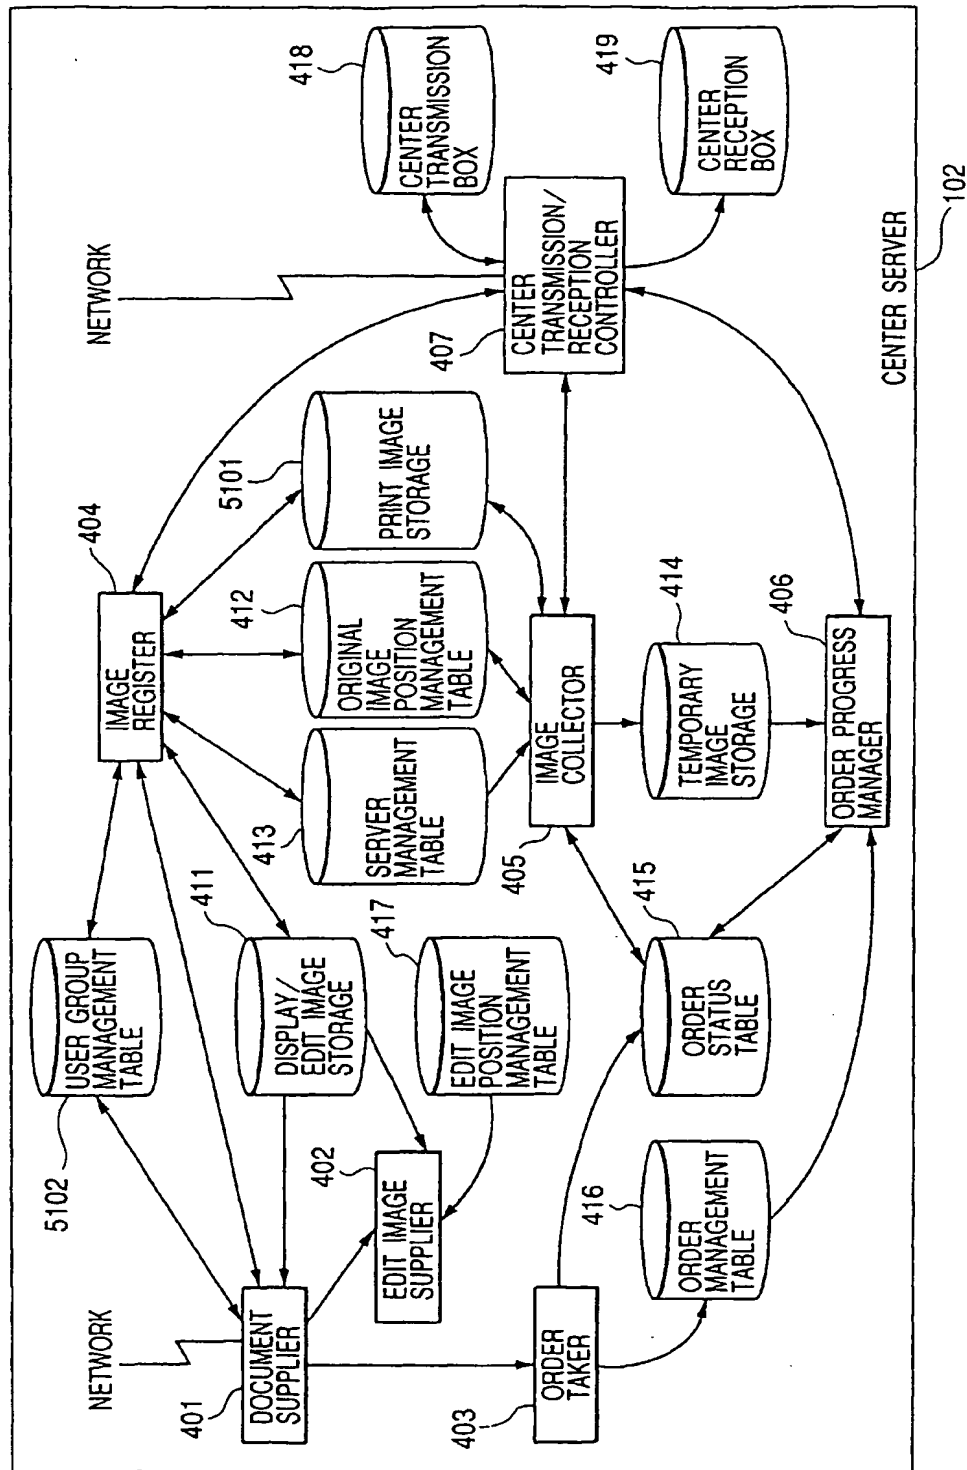 NETWORK
401
DOCUMENT
SUPPLIER
5102
USER GROUP
MANAGEMENT
TABLE
411
DISPLAY/
EDIT IMAGE
STORAGE
402
EDIT IMAGE
SUPPLIER
417
EDIT IMAGE
POSITION
MANAGEMENT
TABLE
403
ORDER
TAKER
416
ORDER
MANAGEMENT
TABLE
415
ORDER
STATUS
TABLE
404
IMAGE
REGISTER
413
SERVER
MANAGEMENT
TABLE
412
ORIGINAL
IMAGE
POSITION
MANAGEMENT
TABLE
5101
PRINT IMAGE
STORAGE
405
IMAGE
COLLECTOR
414
TEMPORARY
IMAGE
STORAGE
406
ORDER PROGRESS
MANAGER
NETWORK
407
CENTER
TRANSMISSION/
RECEPTION
CONTROLLER
418
CENTER
TRANSMISSION
BOX
419
CENTER
RECEPTION
BOX
CENTER SERVER
102